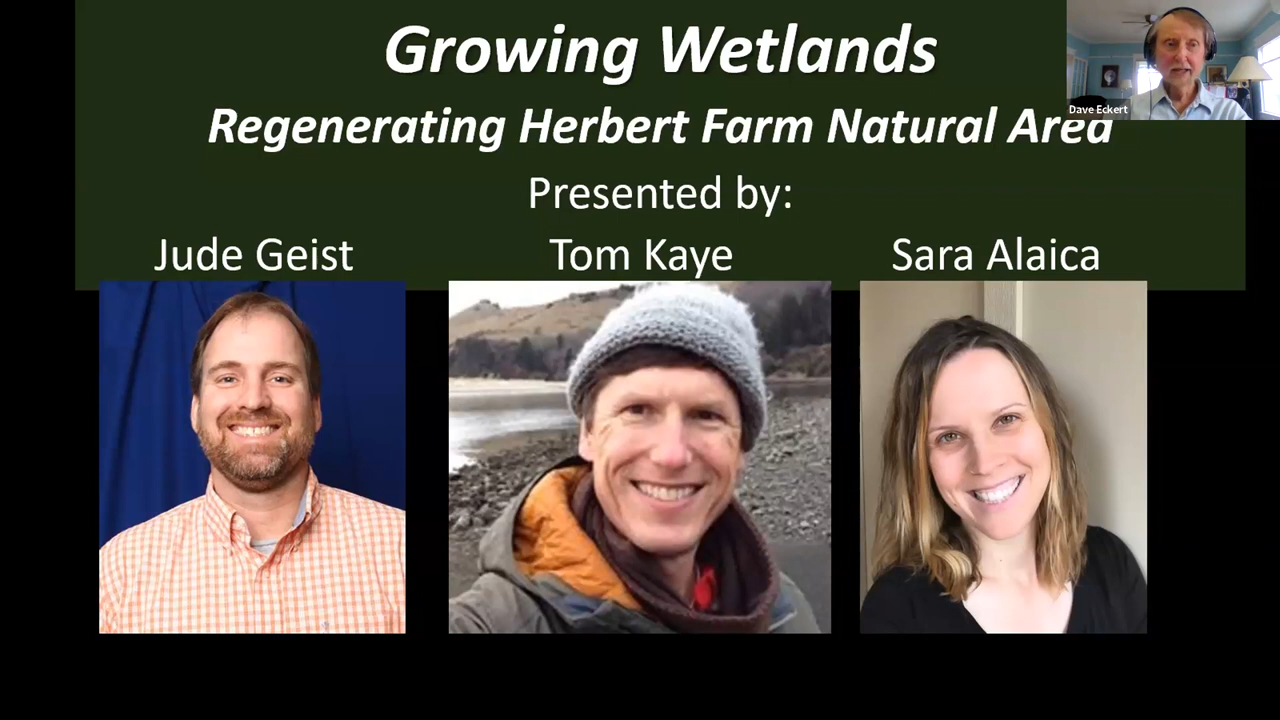 Growing Wetlands
Regenerating Herbert Farm Natural Area
Dave Eckert
Presented by:
Jude Geist
Tom Kaye
Sara Alaica